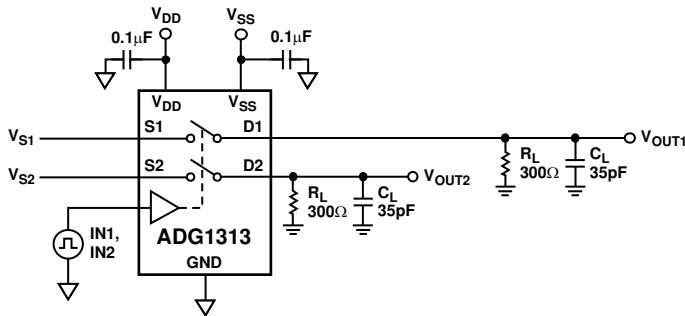 VDD
VSS
0.1µF
0.1µF
VDD
VSS
VS1
S1
D1
VOUT1
VS2
S2
D2
VOUT2
RL
300Ω
CL
35pF
RL
300Ω
CL
35pF
IN1,
IN2
ADG1313
GND